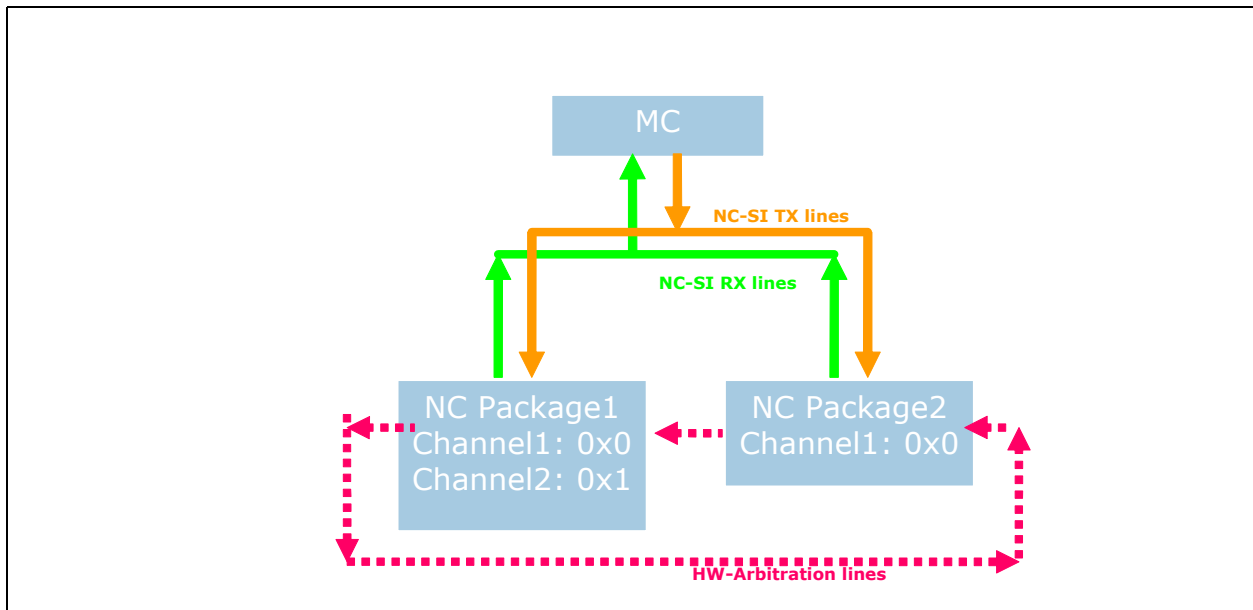 MC
NC-SI TX lines
NC-SI RX lines
NC Package1
Channel1: 0x0
Channel2: 0x1
NC Package2
Channel1: 0x0
HW-Arbitration lines